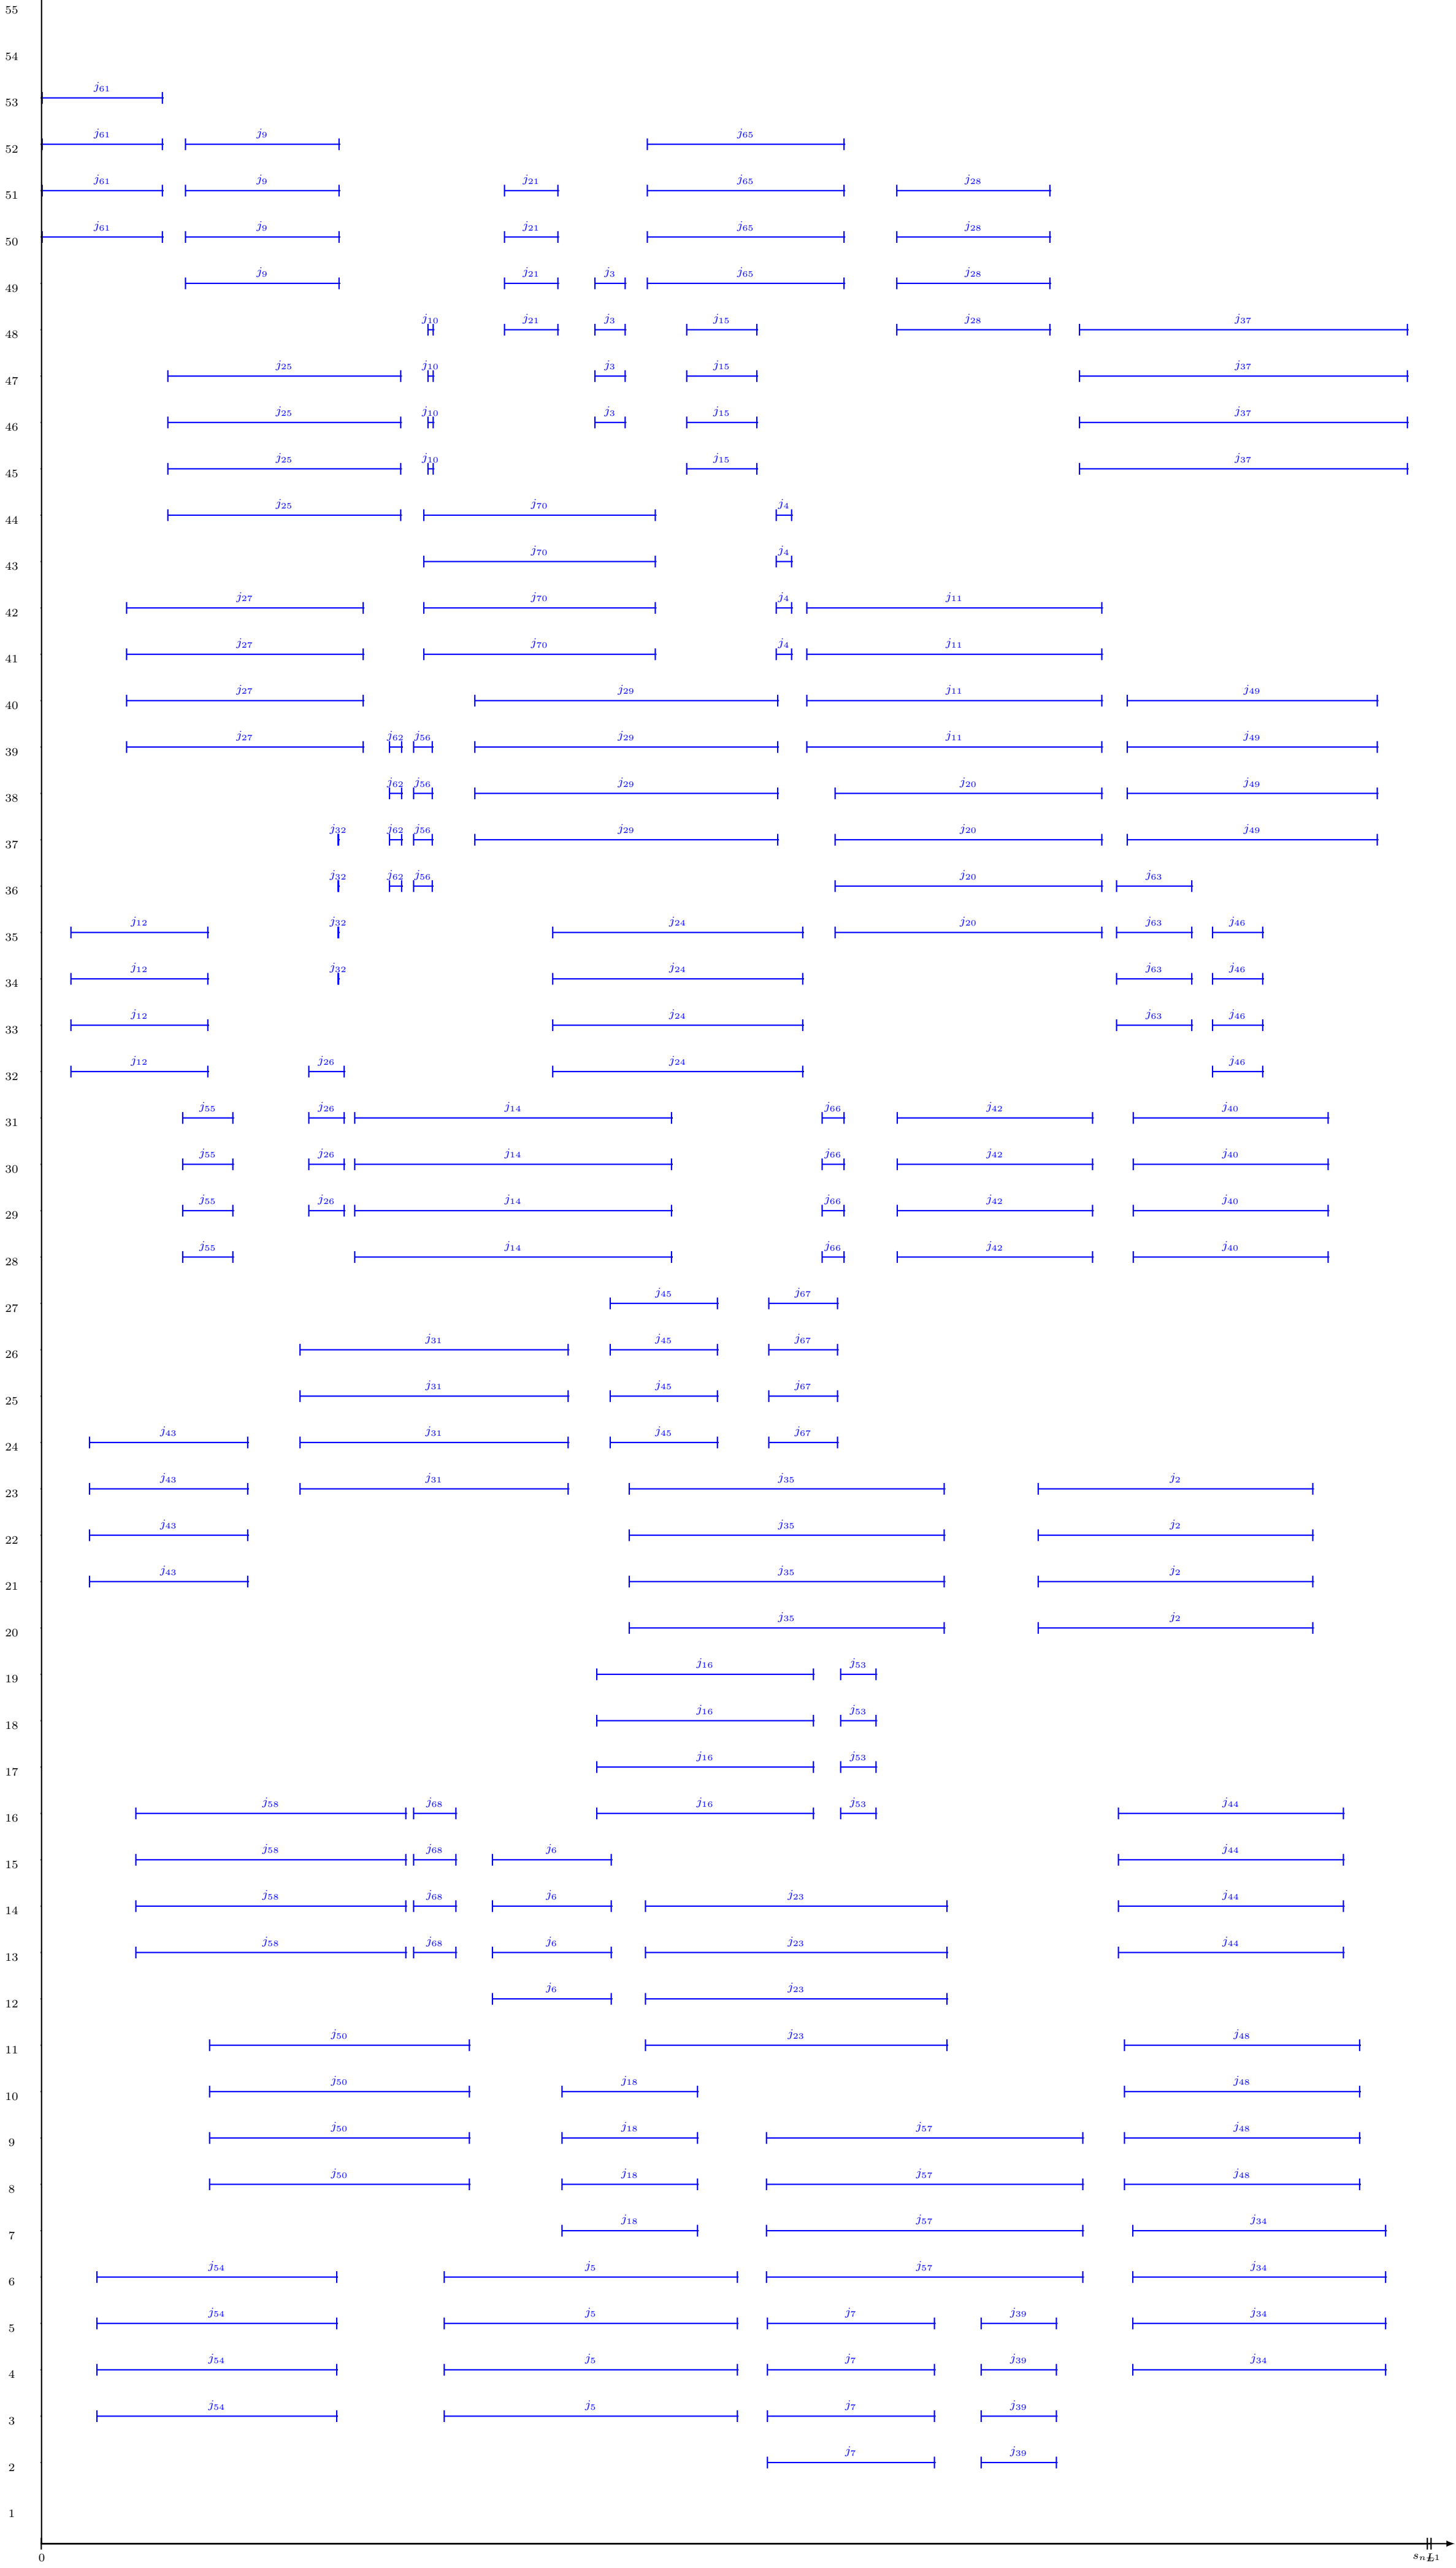 55
54
53 j₆₁
52 j₆₁ j₉ j₆₅
51 j₆₁ j₉ j₂₁ j₆₅ j₂₈
50 j₆₁ j₉ j₂₁ j₆₅ j₂₈
49 j₉ j₂₁ j₃ j₆₅ j₂₈
48 j₁₀ j₂₁ j₃ j₁₅ j₂₈ j₃₇
47 j₂₅ j₁₀ j₃ j₁₅ j₃₇
46 j₂₅ j₁₀ j₃ j₁₅ j₃₇
45 j₂₅ j₁₀ j₁₅ j₃₇
44 j₂₅ j₇₀ j₄
43 j₇₀ j₄
42 j₂₇ j₇₀ j₄ j₁₁
41 j₂₇ j₇₀ j₄ j₁₁
40 j₂₇ j₂₉ j₁₁ j₄₉
39 j₂₇ j₆₂ j₅₆ j₂₉ j₁₁ j₄₉
38 j₆₂ j₅₆ j₂₉ j₂₀ j₄₉
37 j₃₂ j₆₂ j₅₆ j₂₉ j₂₀ j₄₉
36 j₃₂ j₆₂ j₅₆ j₂₀ j₆₃
35 j₁₂ j₃₂ j₂₄ j₂₀ j₆₃ j₄₆
34 j₁₂ j₃₂ j₂₄ j₆₃ j₄₆
33 j₁₂ j₂₄ j₆₃ j₄₆
32 j₁₂ j₂₆ j₂₄ j₄₆
31 j₅₅ j₂₆ j₁₄ j₆₆ j₄₂ j₄₀
30 j₅₅ j₂₆ j₁₄ j₆₆ j₄₂ j₄₀
29 j₅₅ j₂₆ j₁₄ j₆₆ j₄₂ j₄₀
28 j₅₅ j₁₄ j₆₆ j₄₂ j₄₀
27 j₄₅ j₆₇
26 j₃₁ j₄₅ j₆₇
25 j₃₁ j₄₅ j₆₇
24 j₄₃ j₃₁ j₄₅ j₆₇
23 j₄₃ j₃₁ j₃₅ j₂
22 j₄₃ j₃₅ j₂
21 j₄₃ j₃₅ j₂
20 j₃₅ j₂
19 j₁₆ j₅₃
18 j₁₆ j₅₃
17 j₁₆ j₅₃
16 j₅₈ j₆₈ j₁₆ j₅₃ j₄₄
15 j₅₈ j₆₈ j₆ j₄₄
14 j₅₈ j₆₈ j₆ j₂₃ j₄₄
13 j₅₈ j₆₈ j₆ j₂₃ j₄₄
12 j₆ j₂₃
11 j₅₀ j₂₃ j₄₈
10 j₅₀ j₁₈ j₄₈
9 j₅₀ j₁₈ j₅₇ j₄₈
8 j₅₀ j₁₈ j₅₇ j₄₈
7 j₁₈ j₅₇ j₃₄
6 j₅₄ j₅ j₅₇ j₃₄
5 j₅₄ j₅ j₇ j₃₉ j₃₄
4 j₅₄ j₅ j₇ j₃₉ j₃₄
3 j₅₄ j₅ j₇ j₃₉
2 j₇ j₃₉
1
0